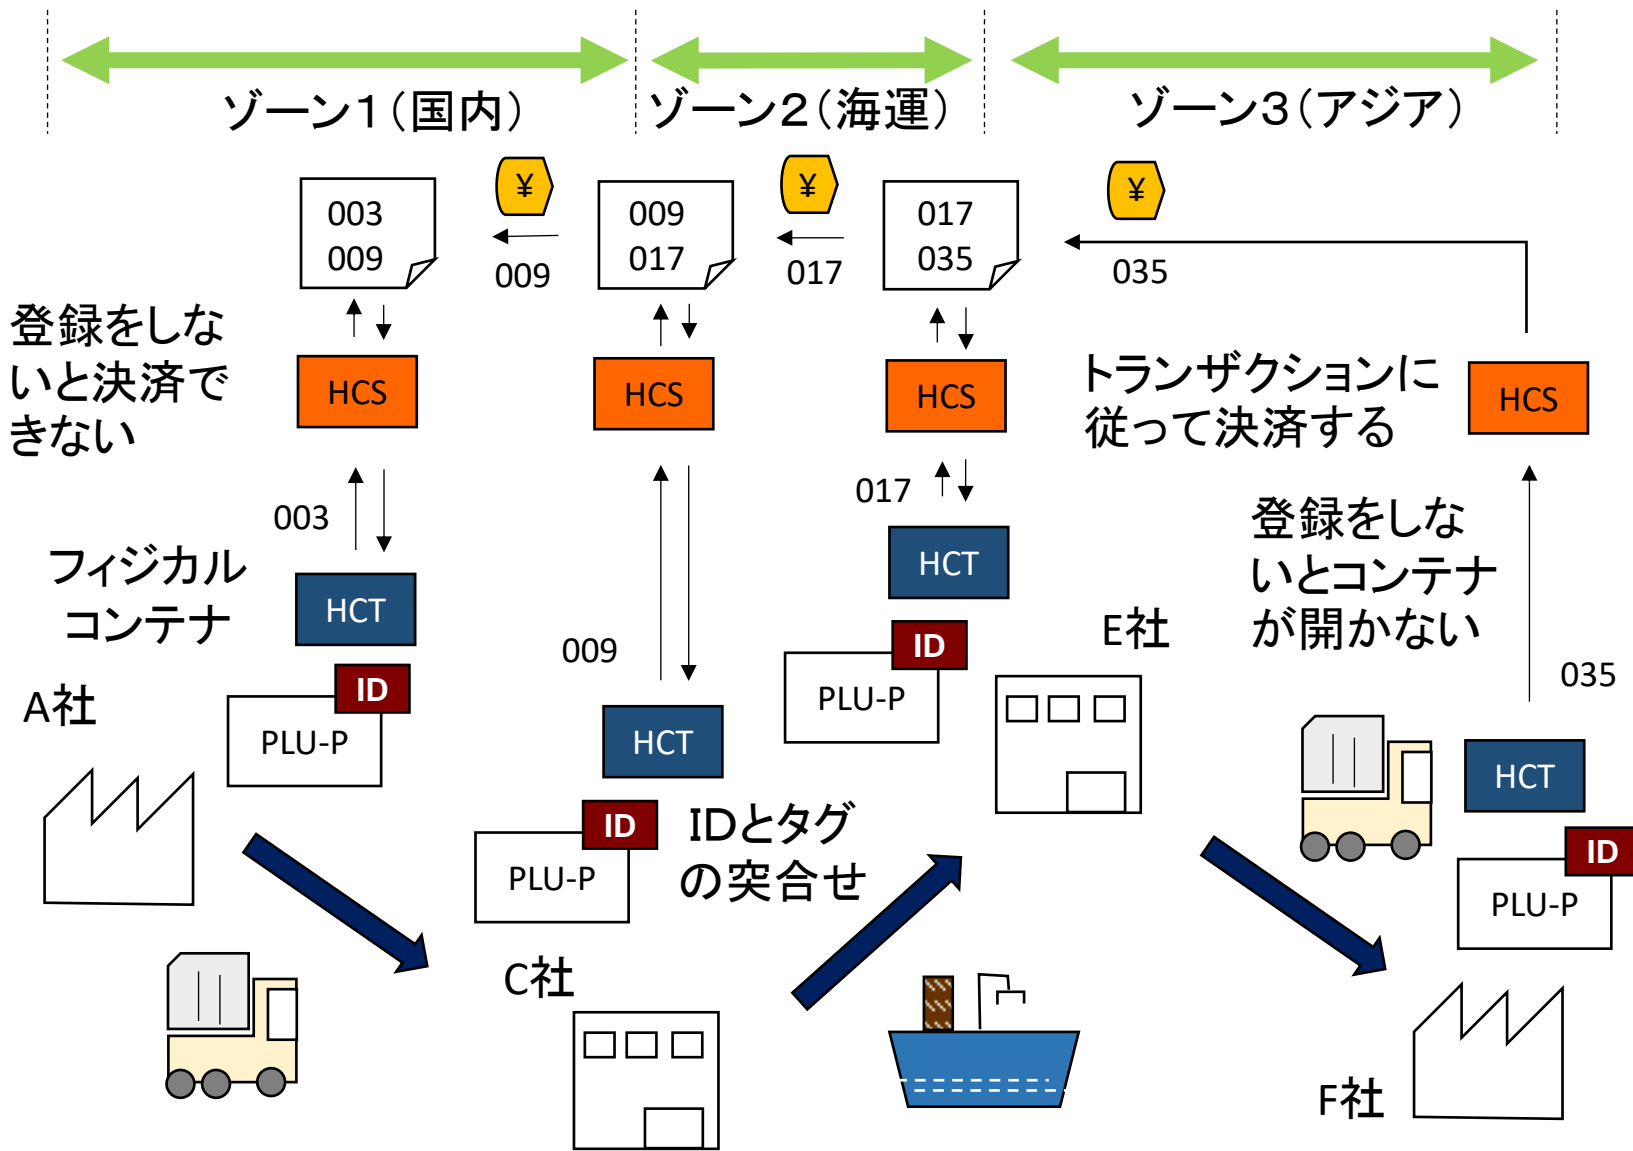 ゾーン1(国内)
ゾーン2(海運)
ゾーン3(アジア)
003
009
¥
009
009
017
¥
017
017
035
¥
035
登録をしな
いと決済で
きない
HCS
HCS
HCS
トランザクションに
従って決済する
HCS
003
009
017
登録をしな
いとコンテナ
が開かない
035
フィジカル
コンテナ
HCT
HCT
HCT
HCT
A社
ID
PLU-P
ID
PLU-P
IDとタグ
の突合せ
ID
PLU-P
E社
ID
PLU-P
C社
F社